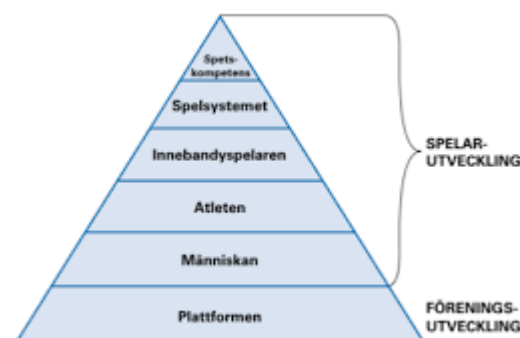 Spets-
kompetens
Spelsystemet
Innebandyspelaren
Atleten
Människan
Plattformen
SPELAR-
UTVECKLING
FÖRENINGS-
UTVECKLING